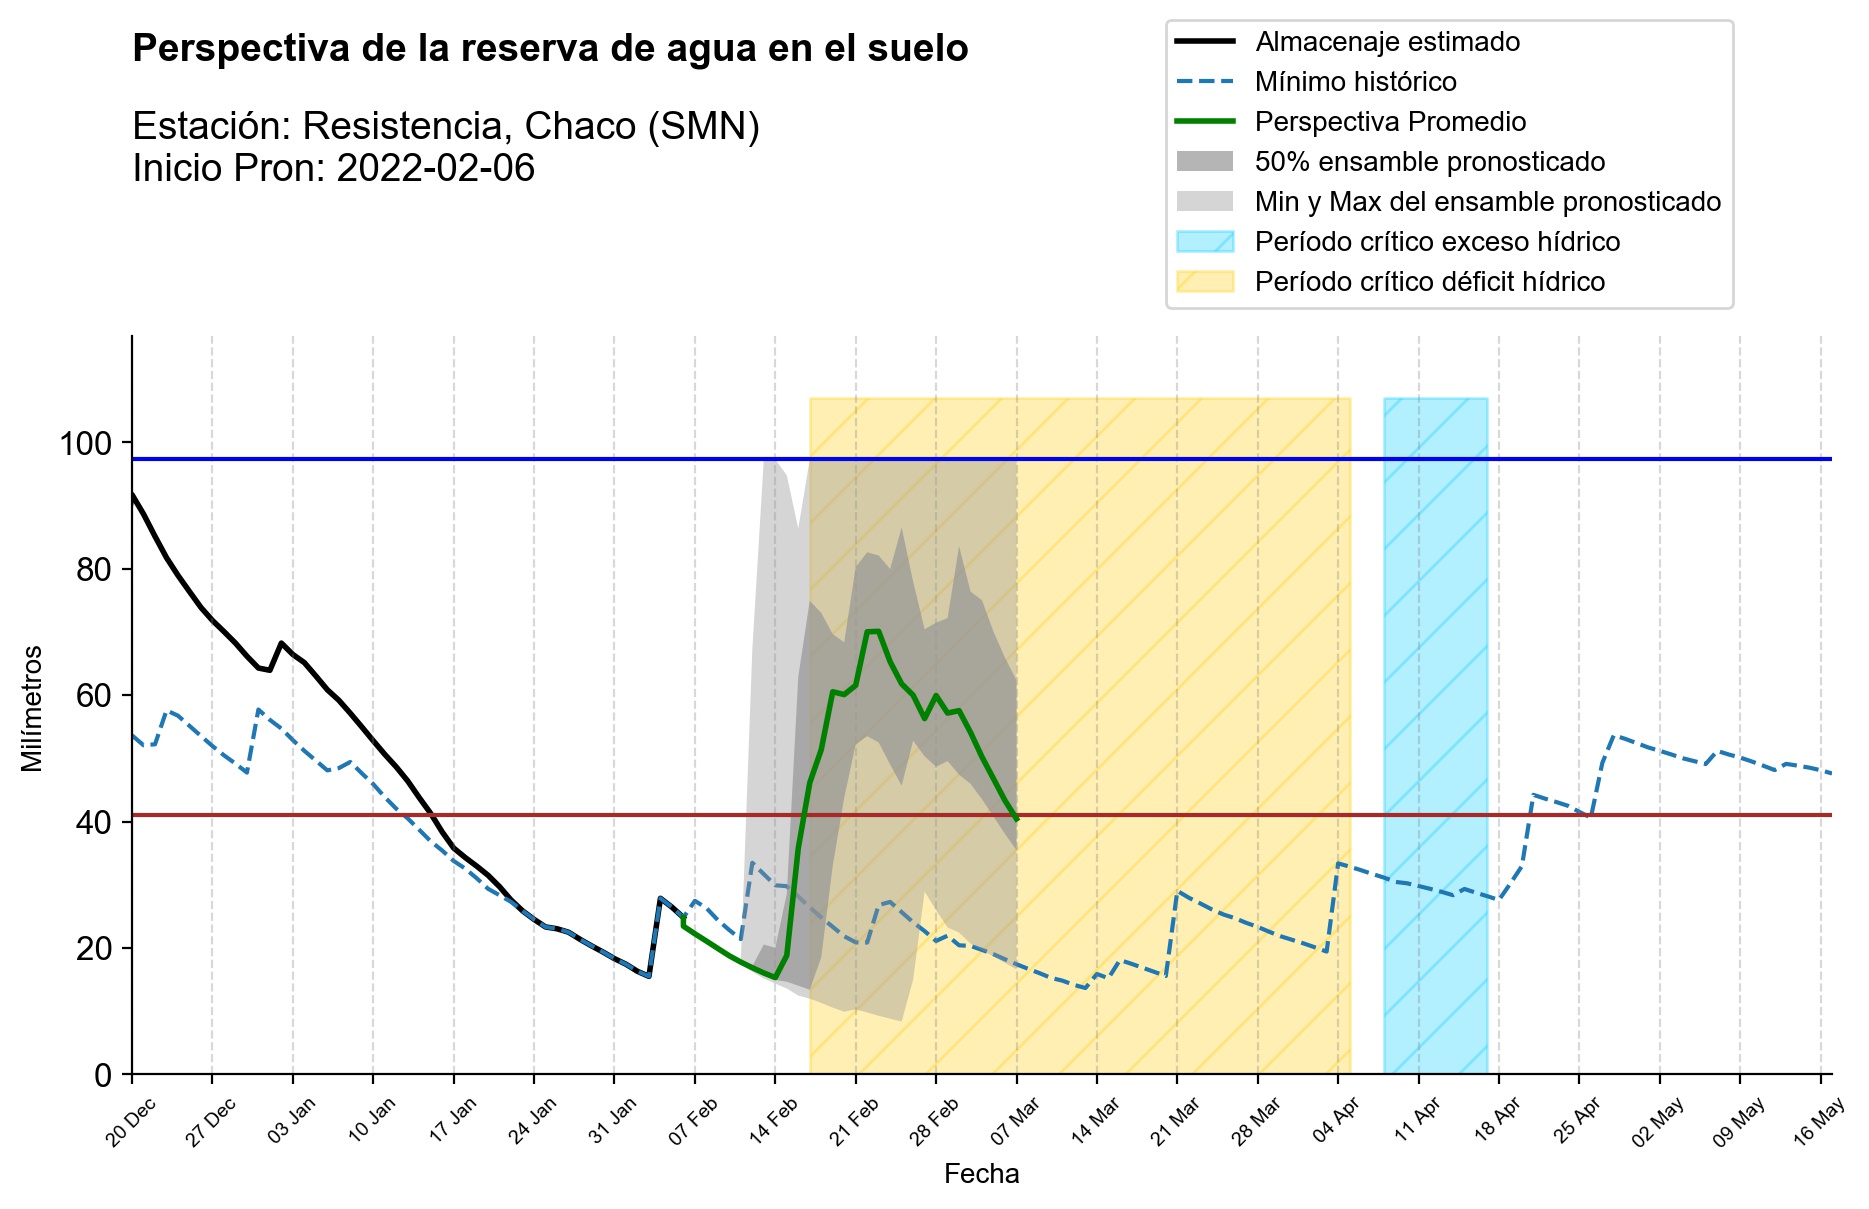 Perspectiva de la reserva de agua en el suelo
Estación: Resistencia, Chaco (SMN)
Inicio Pron: 2022-02-06
Almacenaje estimado
Mínimo histórico
Perspectiva Promedio
50% ensamble pronosticado
Min y Max del ensamble pronosticado
Período crítico exceso hídrico
Período crítico déficit hídrico
Milímetros
100
80
60
40
20
0
20 Dec
27 Dec
03 Jan
10 Jan
17 Jan
24 Jan
31 Jan
07 Feb
14 Feb
21 Feb
28 Feb
07 Mar
14 Mar
21 Mar
28 Mar
04 Apr
11 Apr
18 Apr
25 Apr
02 May
09 May
16 May
Fecha